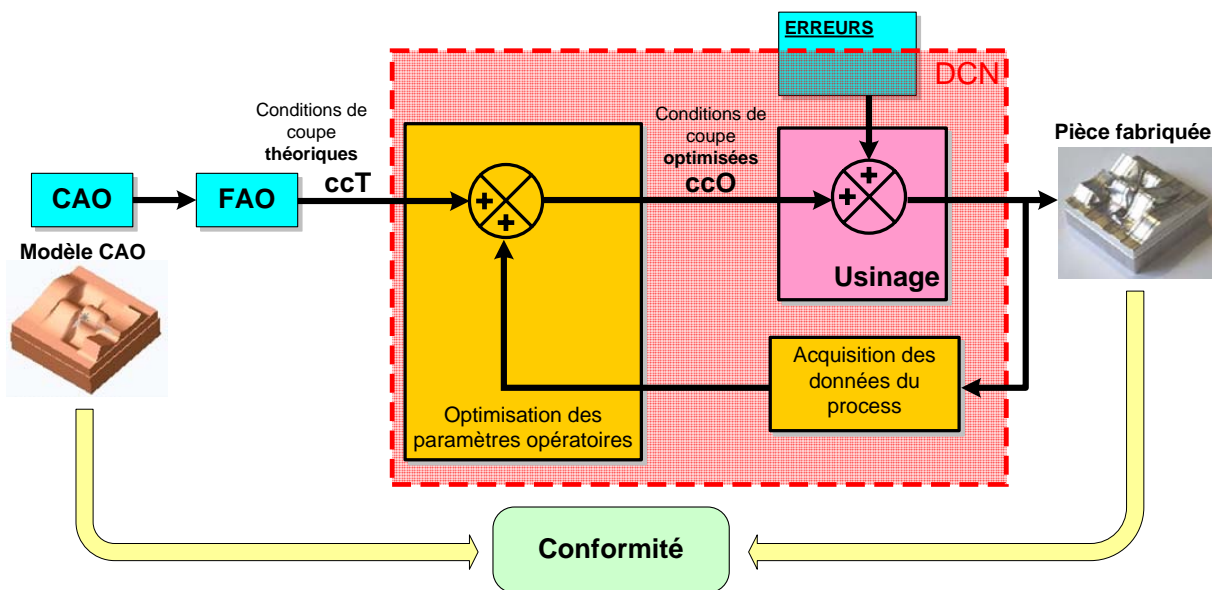 ERREURS
DCN
Conditions de
coupe
théoriques
ccT
Conditions de
coupe
optimisées
ccO
Pièce fabriquée
CAO
FAO
+
+
+
+
Modèle CAO
Usinage
Acquisition des
données du
process
Optimisation des
paramètres opératoires
Conformité